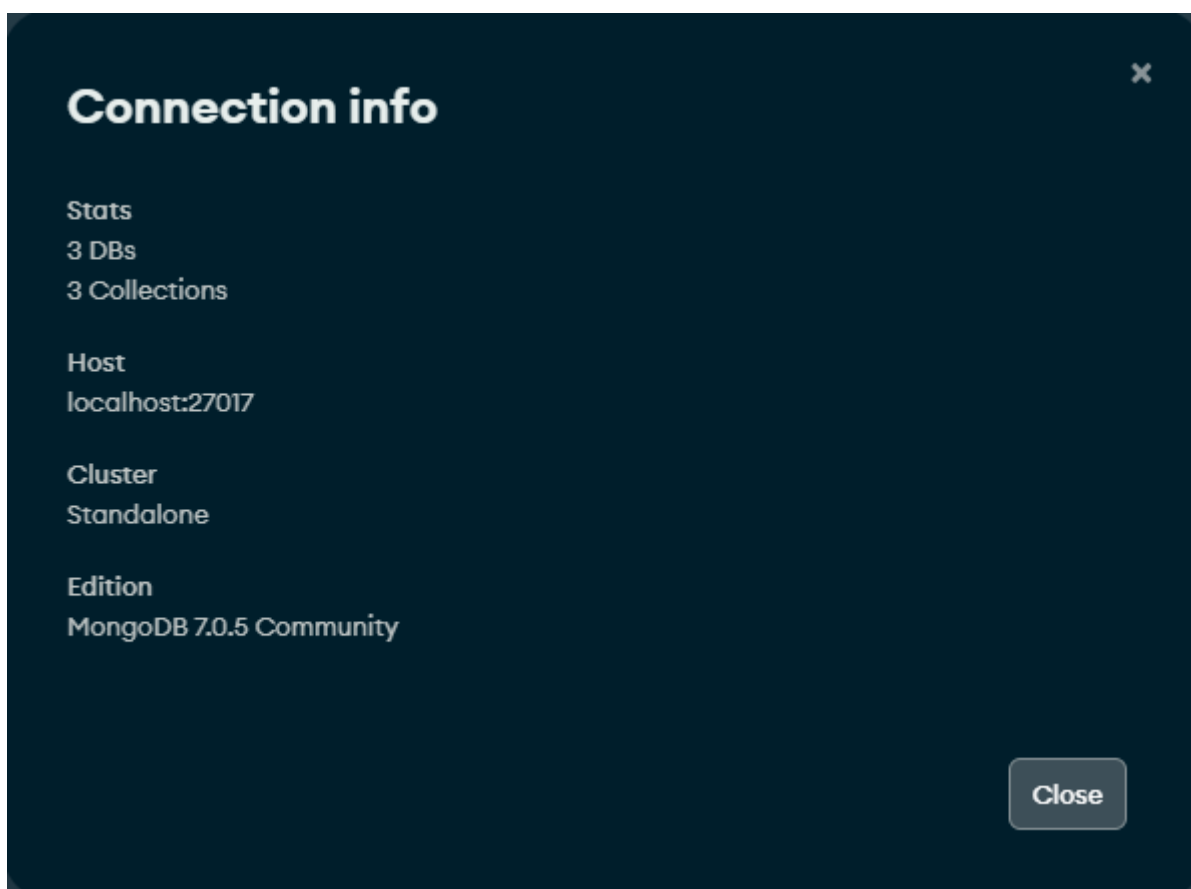 Connection info
Stats
3 DBs
3 Collections
Host
localhost:27017
Cluster
Standalone
Edition
MongoDB 7.0.5 Community
Close